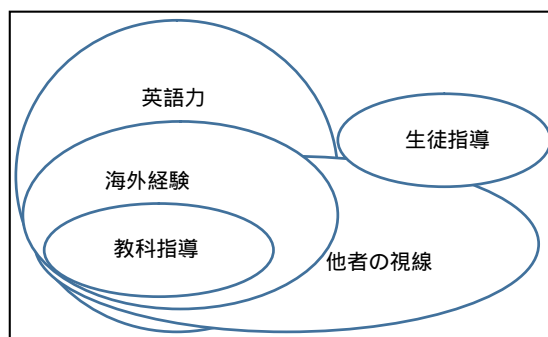 英語力
生徒指導
海外経験
教科指導
他者の視線